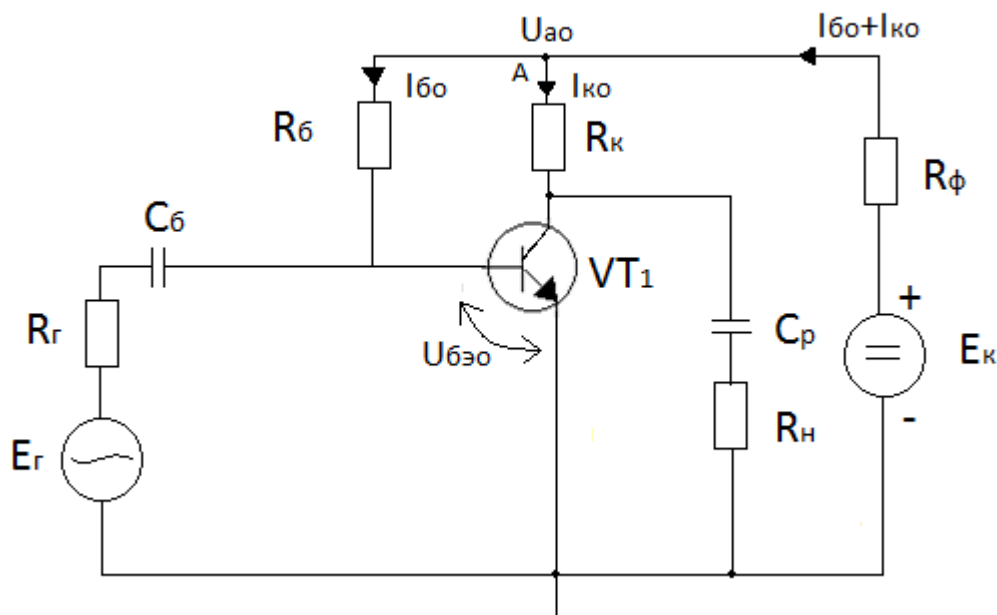 Uао
Iбо+Iко
A
Iбо
Iко
Rб
Rк
Rф
Cб
VT1
Rг
Uбэо
Cр
+
Eк
-
Rн
Eг